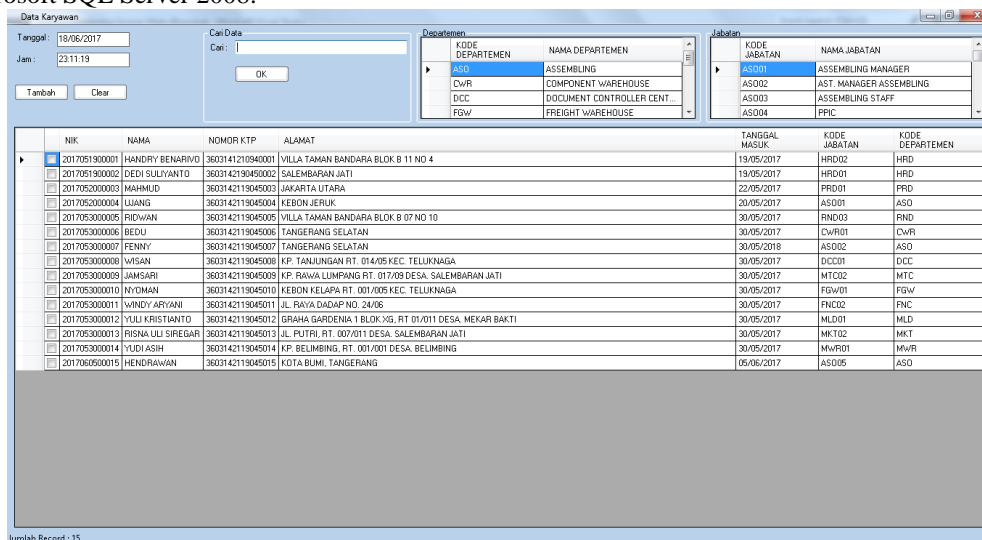 rosoft SQL Server 2008.
Data Karyawan
Tanggal : 18/06/2017
Jam : 23:11:19
Tambah Clear
Cari Data
Cari :
OK
Departemen
KODE DEPARTEMEN NAMA DEPARTEMEN
ASO ASSEMBLING
CWR COMPONENT WAREHOUSE
DCC DOCUMENT CONTROLLER CENT...
FGW FREIGHT WAREHOUSE
Jabatan
KODE JABATAN NAMA JABATAN
ASO01 ASSEMBLING MANAGER
ASO02 AST. MANAGER ASSEMBLING
ASO03 ASSEMBLING STAFF
ASO04 PPIC
NIK NAMA NOMOR KTP ALAMAT TANGGAL MASUK KODE JABATAN KODE DEPARTEMEN
2017051900001 HANDRY BENARIVO 3603141210940001 VILLA TAMAN BANDARA BLOK B 11 NO 4 19/05/2017 HRD02 HRD
2017051900002 DEDI SULIYANTO 3603142190450002 SALEMBARAN JATI 19/05/2017 HRD01 HRD
2017052000003 MAHMUD 3603142119045003 JAKARTA UTARA 22/05/2017 PRD01 PRD
2017052000004 UJANG 3603142119045004 KEBON JERUK 20/05/2017 ASO01 ASO
2017053000005 RIDWAN 3603142119045005 VILLA TAMAN BANDARA BLOK B 07 NO 10 30/05/2017 RND03 RND
2017053000006 BEDU 3603142119045006 TANGERANG SELATAN 30/05/2017 CWR01 CWR
2017053000007 FENNY 3603142119045007 TANGERANG SELATAN 30/05/2018 ASO02 ASO
2017053000008 WISAN 3603142119045008 KP. TANJUNGAN RT. 014/05 KEC. TELUKNAGA 30/05/2017 DCC01 DCC
2017053000009 JAMSARI 3603142119045009 KP. RAWA LUMPANG RT. 017/09 DESA. SALEMBARAN JATI 30/05/2017 MTC02 MTC
2017053000010 NYOMAN 3603142119045010 KEBON KELAPA RT. 001/005 KEC. TELUKNAGA 30/05/2017 FGW01 FGW
2017053000011 WINDY ARYANI 3603142119045011 JL. RAYA DADAP NO. 24/06 30/05/2017 FNC02 FNC
2017053000012 YULI KRISTIANTO 3603142119045012 GRAHA GARDENIA 1 BLOK XG, RT 01/011 DESA. MEKAR BAKTI 30/05/2017 MLD01 MLD
2017053000013 RISNA ULI SIREGAR 3603142119045013 JL. PUTRI, RT. 007/011 DESA. SALEMBARAN JATI 30/05/2017 MKT02 MKT
2017053000014 YUDI ASIH 3603142119045014 KP. BELIMBING, RT. 001/001 DESA. BELIMBING 30/05/2017 MWR01 MWR
2017060500015 HENDRAWAN 3603142119045015 KOTA BUMI, TANGERANG 05/06/2017 ASO05 ASO
Jumlah Record : 15